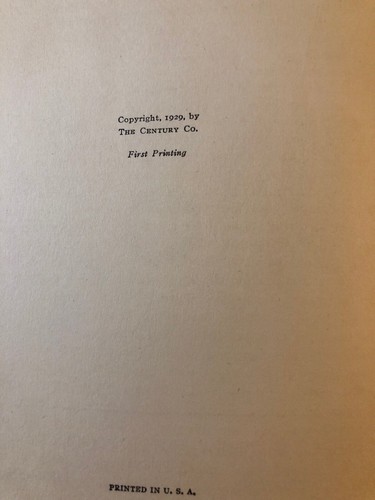 Copyright, 1929, by
THE CENTURY CO.
First Printing
PRINTED IN U. S. A.